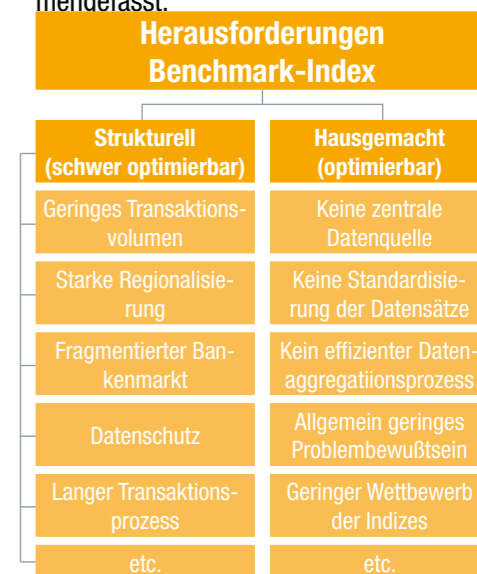 mengefasst.
Herausforderungen
Benchmark-Index
Strukturell
(schwer optimierbar)
Geringes Transaktions-
volumen
Starke Regionalisie-
rung
Fragmentierter Ban-
kenmarkt
Datenschutz
Langer Transaktions-
prozess
etc.
Hausgemacht
(optimierbar)
Keine zentrale
Datenquelle
Keine Standardisie-
rung der Datensätze
Kein effizienter Daten-
aggregatiionsprozess
Allgemein geringes
Problembewußtsein
Geringer Wettbewerb
der Indizes
etc.